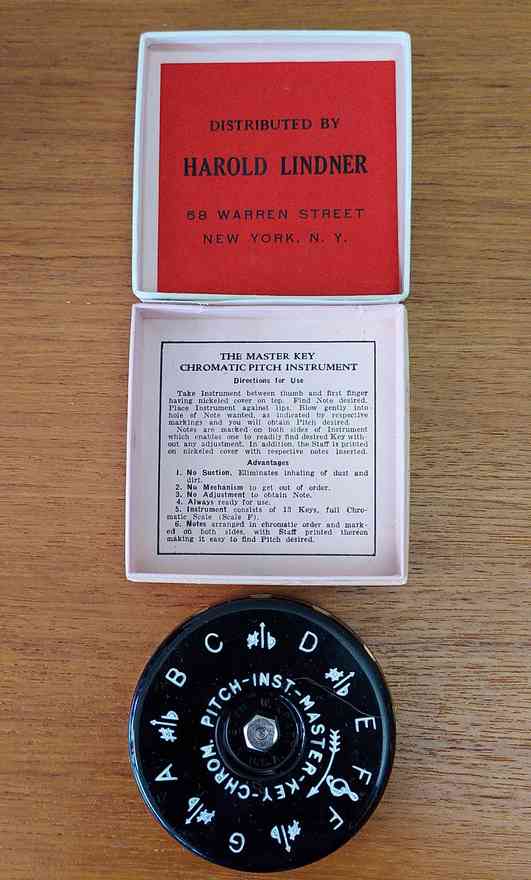 DISTRIBUTED BY
HAROLD LINDNER
68 WARREN STREET
NEW YORK, N. Y.
THE MASTER KEY
CHROMATIC PITCH INSTRUMENT
Directions for Use
Take Instrument between thumb and first finger
having nickeled cover on top. Find Note desired.
Place Instrument against lips. Blow gently into
hole of Note wanted, as indicated by respective
markings and you will obtain Pitch desired.
Notes are marked on both sides of Instrument
which enables one to readily find desired Key with-
out any adjustment. In addition, the Staff is printed
on nickeled cover with respective notes inserted.
Advantages
1. No Suction. Eliminates inhaling of dust and
dirt.
2. No Mechanism to get out of order.
3. No Adjustment to obtain Note.
4. Always ready for use.
5. Instrument consists of 13 Keys, full Chro-
matic Scale (Scale F).
6. Notes arranged in chromatic order and mark-
ed on both sides, with Staff printed thereon
making it easy to find Pitch desired.
C ♯/♭ D ♯/♭ E F F ♯/♭ G ♯/♭ A ♯/♭ B
MASTER-KEY-CHROM PITCH-INST-